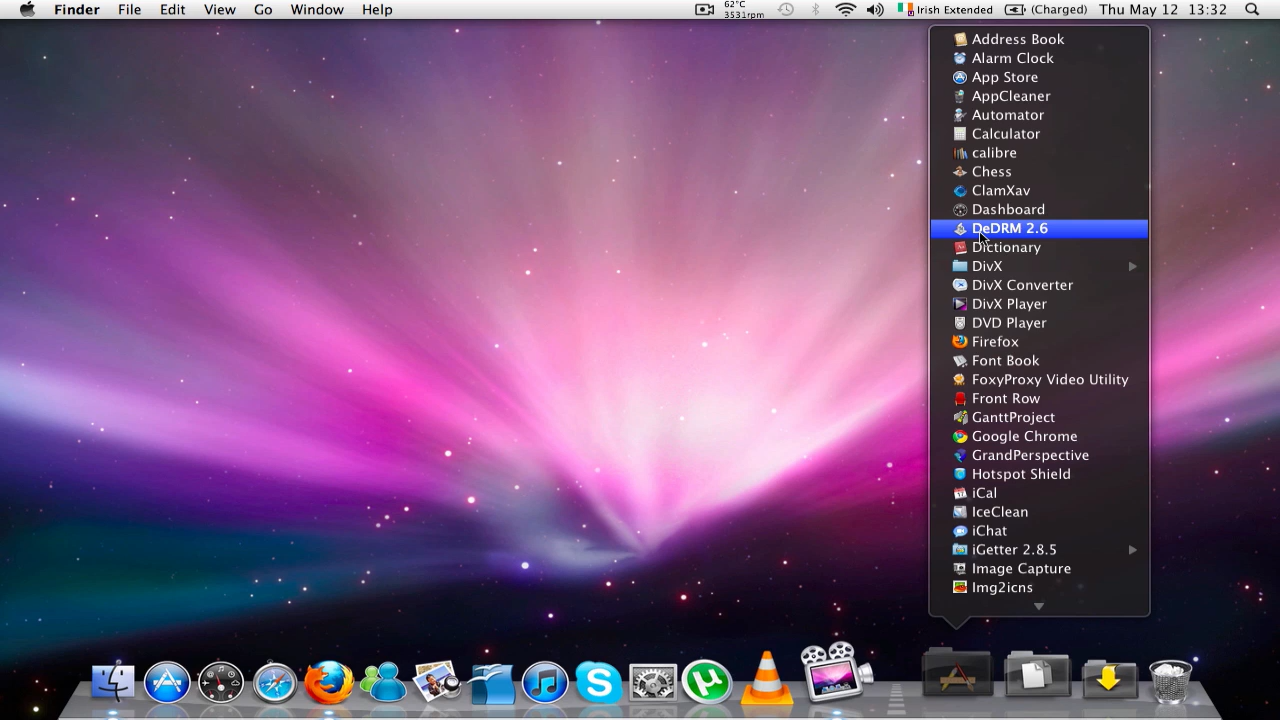 Finder File Edit View Go Window Help 62°C 3531rpm Irish Extended (Charged) Thu May 12 13:32
Address Book
Alarm Clock
App Store
AppCleaner
Automator
Calculator
calibre
Chess
ClamXav
Dashboard
DeDRM 2.6
Dictionary
DivX
DivX Converter
DivX Player
DVD Player
Firefox
Font Book
FoxyProxy Video Utility
Front Row
GanttProject
Google Chrome
GrandPerspective
Hotspot Shield
iCal
IceClean
iChat
iGetter 2.8.5
Image Capture
Img2icns